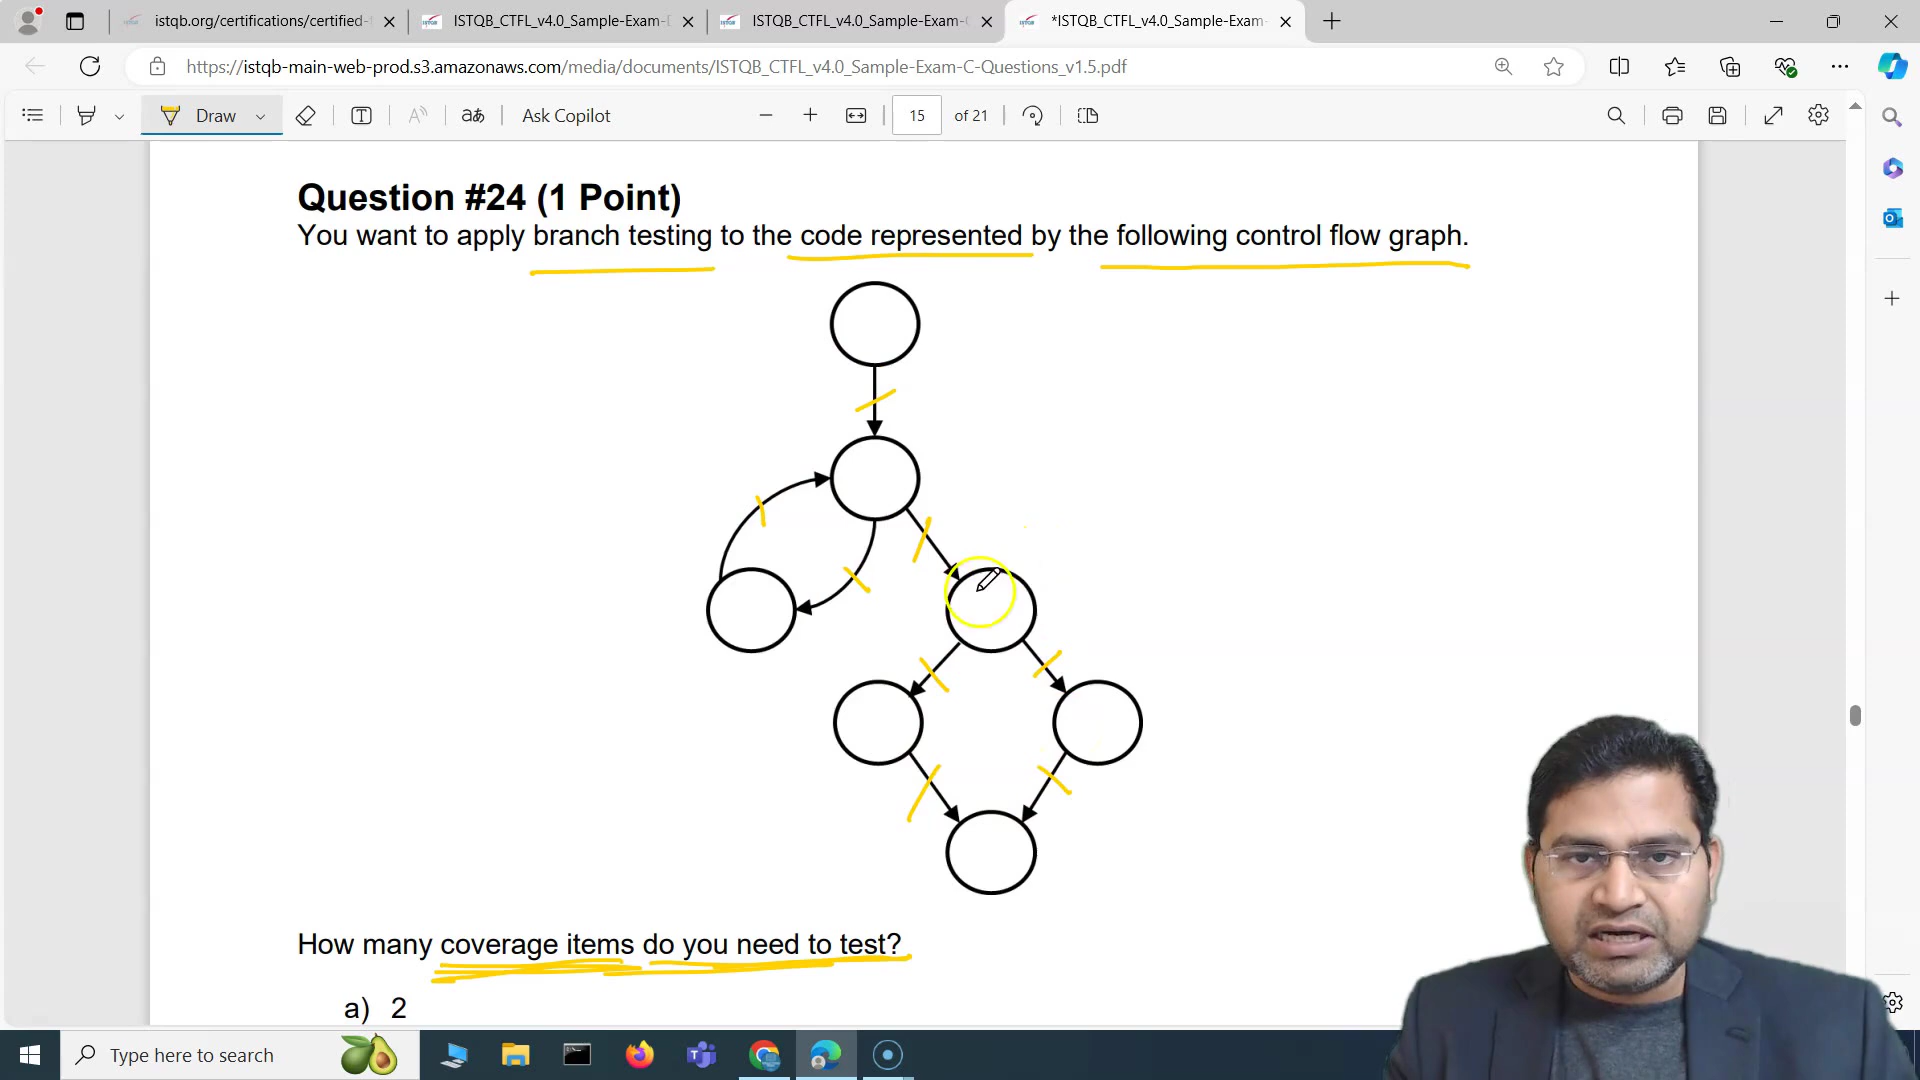 istqb.org/certifications/certified-
ISTQB_CTFL_v4.0_Sample-Exam-
ISTQB_CTFL_v4.0_Sample-Exam-
*ISTQB_CTFL_v4.0_Sample-Exam-
https://istqb-main-web-prod.s3.amazonaws.com/media/documents/ISTQB_CTFL_v4.0_Sample-Exam-C-Questions_v1.5.pdf
Draw
aあ
Ask Copilot
15 of 21
Question #24 (1 Point)
You want to apply branch testing to the code represented by the following control flow graph.
How many coverage items do you need to test?
a) 2
Type here to search